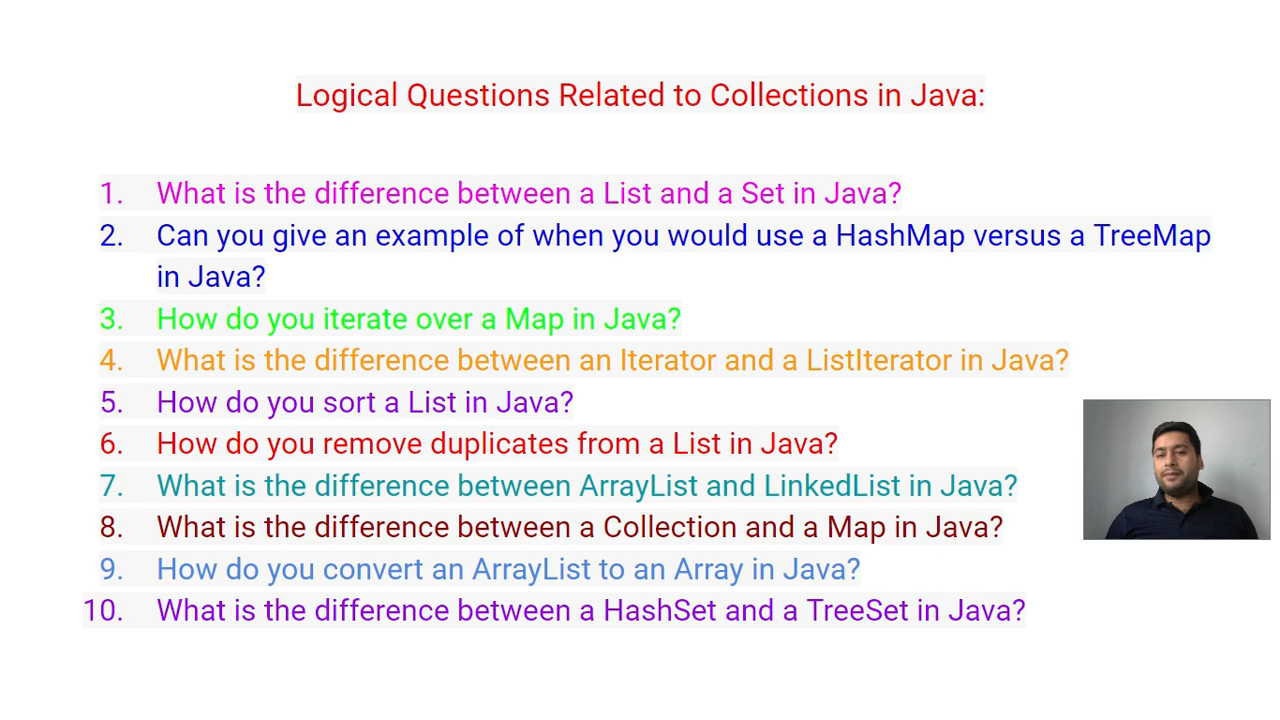 Logical Questions Related to Collections in Java:
1. What is the difference between a List and a Set in Java?
2. Can you give an example of when you would use a HashMap versus a TreeMap
in Java?
3. How do you iterate over a Map in Java?
4. What is the difference between an Iterator and a ListIterator in Java?
5. How do you sort a List in Java?
6. How do you remove duplicates from a List in Java?
7. What is the difference between ArrayList and LinkedList in Java?
8. What is the difference between a Collection and a Map in Java?
9. How do you convert an ArrayList to an Array in Java?
10. What is the difference between a HashSet and a TreeSet in Java?